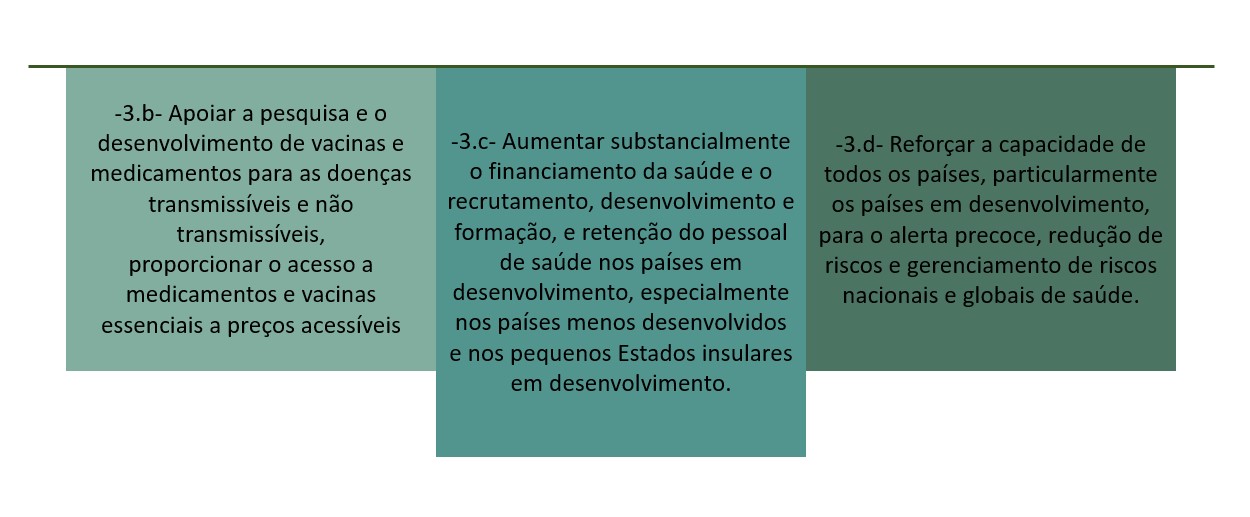 -3.b- Apoiar a pesquisa e o
desenvolvimento de vacinas e
medicamentos para as doenças
transmissíveis e não
transmissíveis,
proporcionar o acesso a
medicamentos e vacinas
essenciais a preços acessíveis
-3.c- Aumentar substancialmente
o financiamento da saúde e o
recrutamento, desenvolvimento e
formação, e retenção do pessoal
de saúde nos países em
desenvolvimento, especialmente
nos países menos desenvolvidos
e nos pequenos Estados insulares
em desenvolvimento.
-3.d- Reforçar a capacidade de
todos os países, particularmente
os países em desenvolvimento,
para o alerta precoce, redução de
riscos e gerenciamento de riscos
nacionais e globais de saúde.